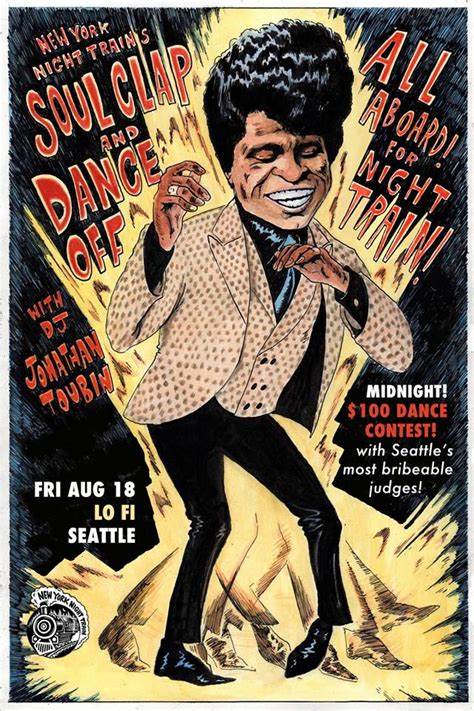 NEW YORK
NIGHT TRAIN'S
SOUL CLAP
AND
DANCE
OFF
WITH
DJ
JONATHAN
TOUBIN
ALL
ABOARD!
FOR
NIGHT
TRAIN!
MIDNIGHT!
$100 DANCE
CONTEST!
with Seattle's
most bribeable
judges!
FRI AUG 18
LO FI
SEATTLE
NEW YORK NIGHT TRAIN